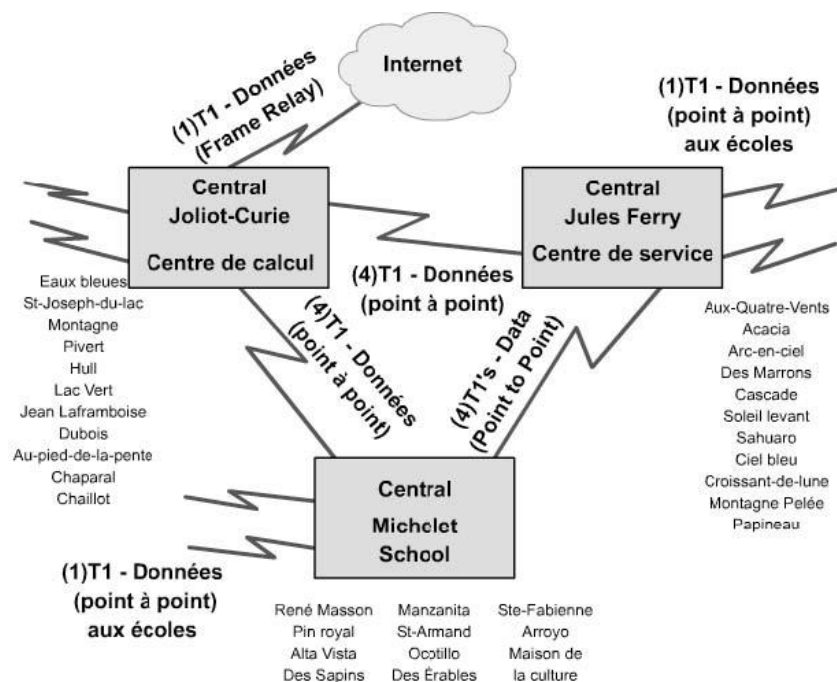 Internet
(1)T1 - Données
(Frame Relay)
(1)T1 - Données
(point à point)
aux écoles
Central
Joliot-Curie
Centre de calcul
Central
Jules Ferry
Centre de service
(4)T1 - Données
(point à point)
(4)T1 - Données
(point à point)
(4)T1's - Data
(Point to Point)
Eaux bleues
St-Joseph-du-lac
Montagne
Pivert
Hull
Lac Vert
Jean Laframboise
Dubois
Au-pied-de-la-pente
Chaparal
Chaillot
Aux-Quatre-Vents
Acacia
Arc-en-ciel
Des Marrons
Cascade
Soleil levant
Sahuaro
Ciel bleu
Croissant-de-lune
Montagne Pelée
Papineau
Central
Michelet
School
(1)T1 - Données
(point à point)
aux écoles
René Masson
Pin royal
Alta Vista
Des Sapins
Manzanita
St-Armand
Ocotillo
Des Érables
Ste-Fabienne
Arroyo
Maison de
la culture